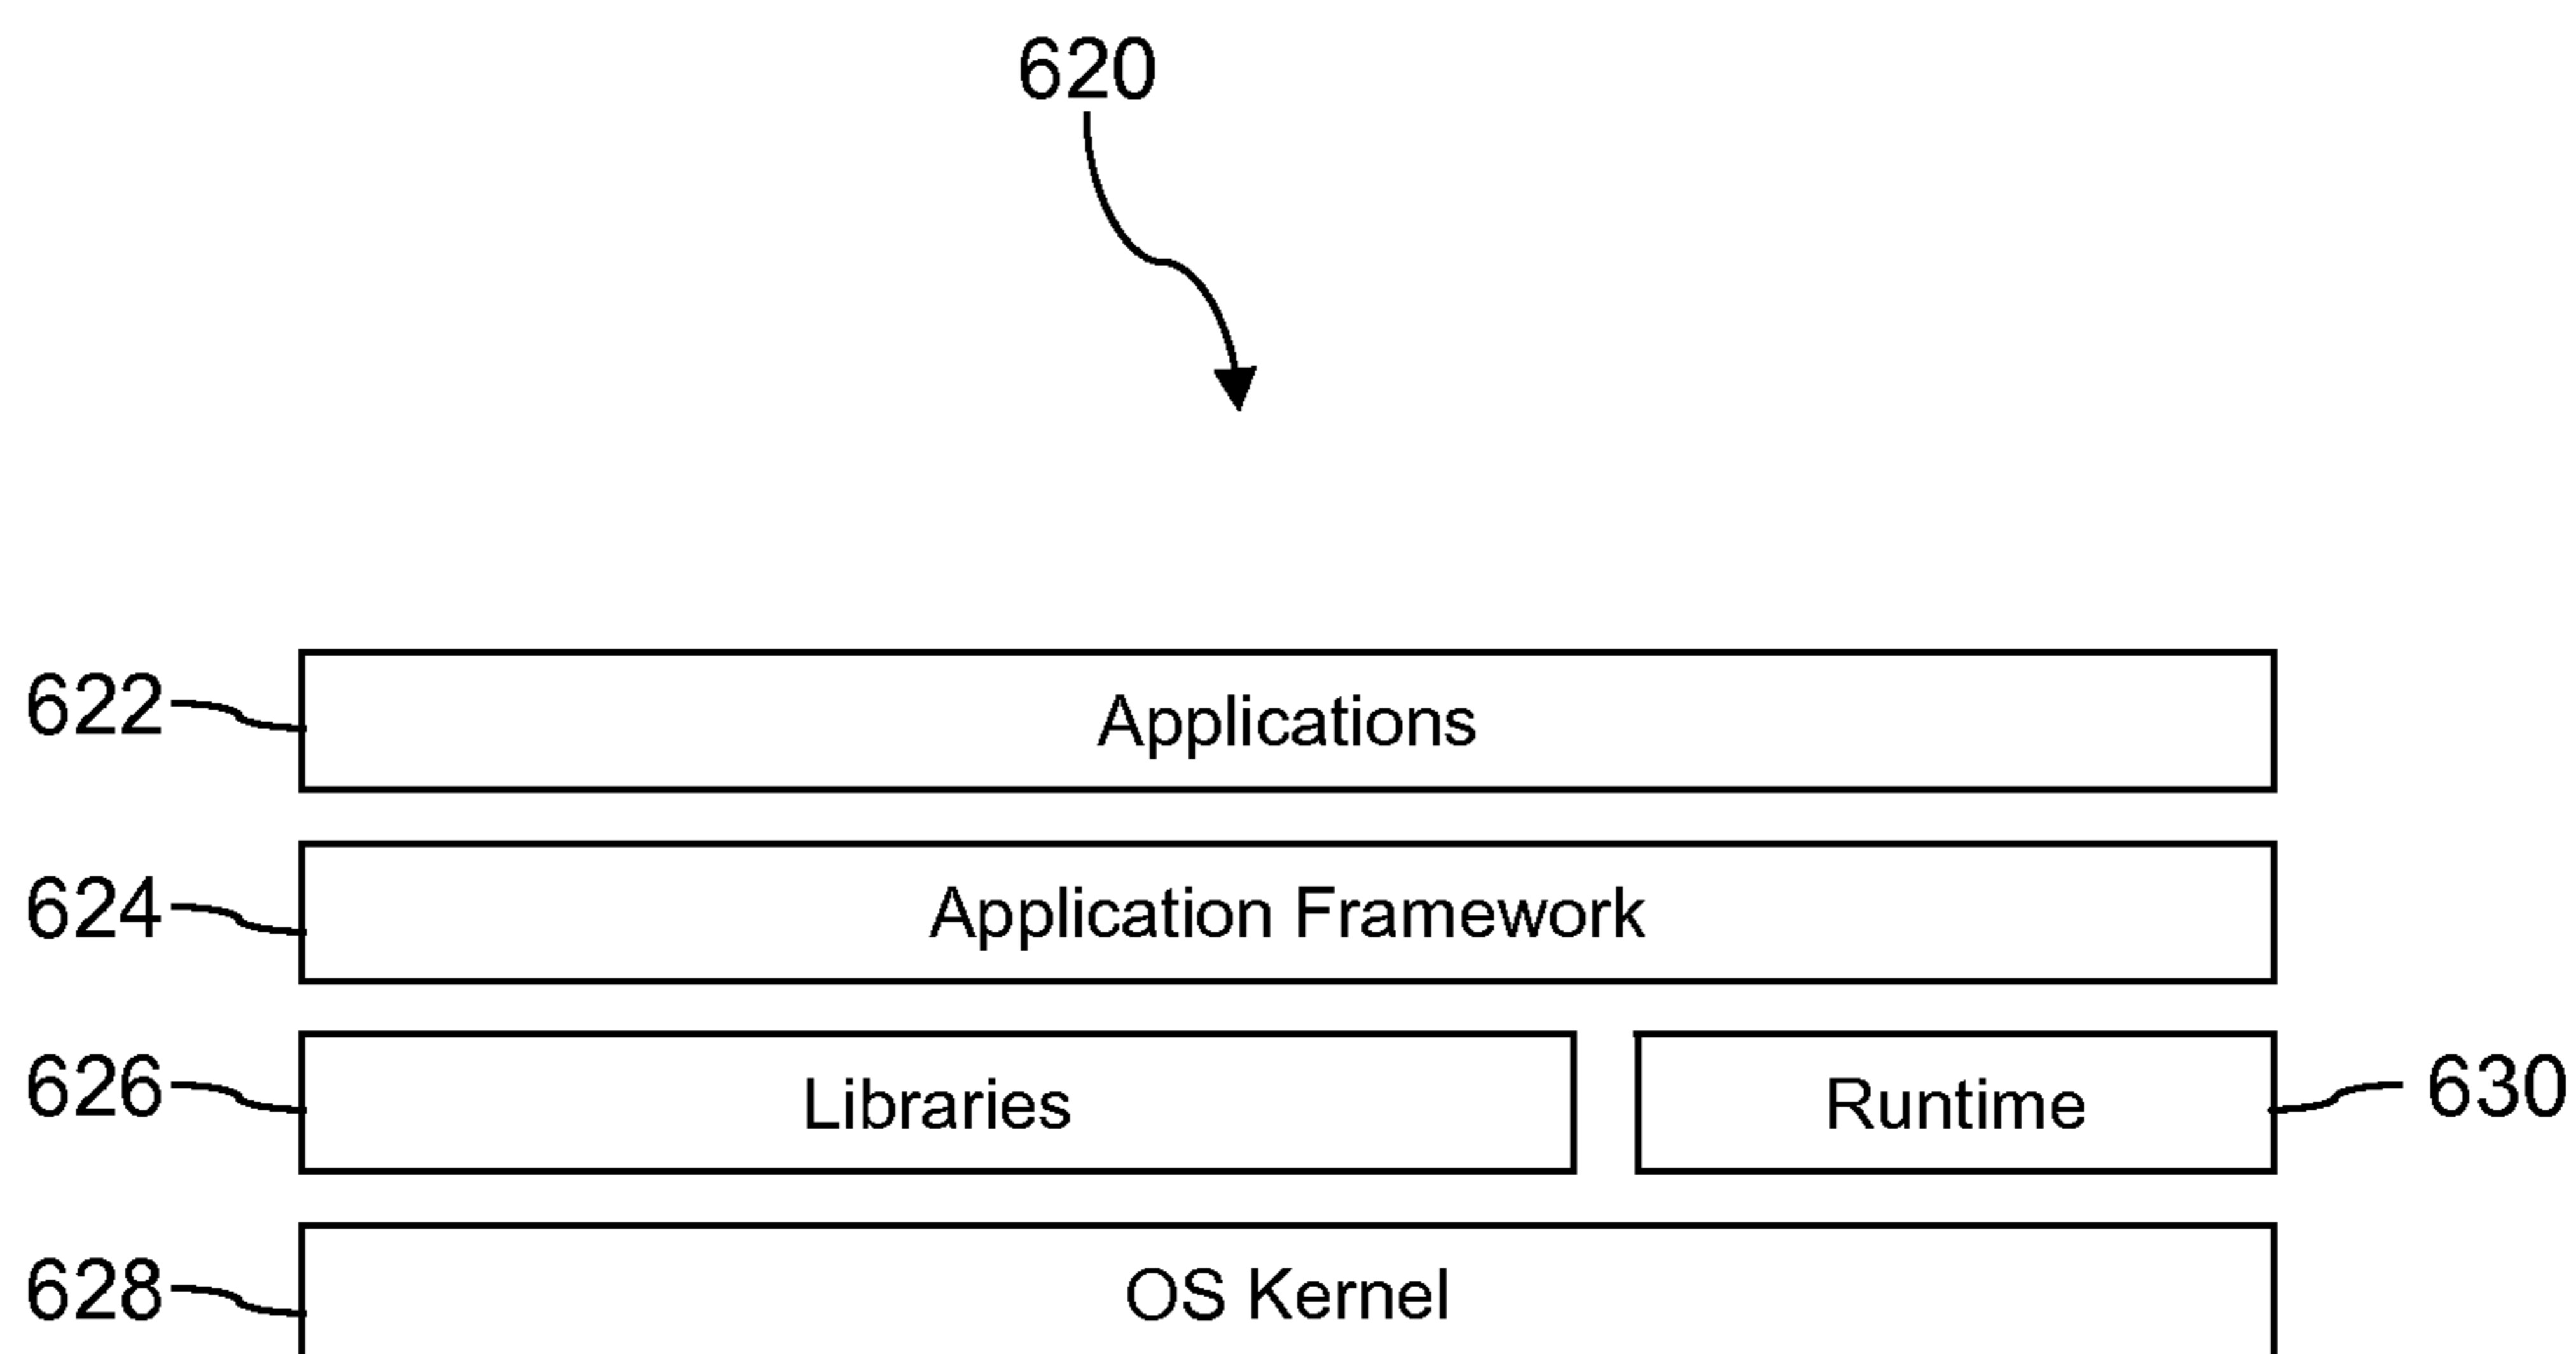 620
622 Applications
624 Application Framework
626 Libraries Runtime 630
628 OS Kernel